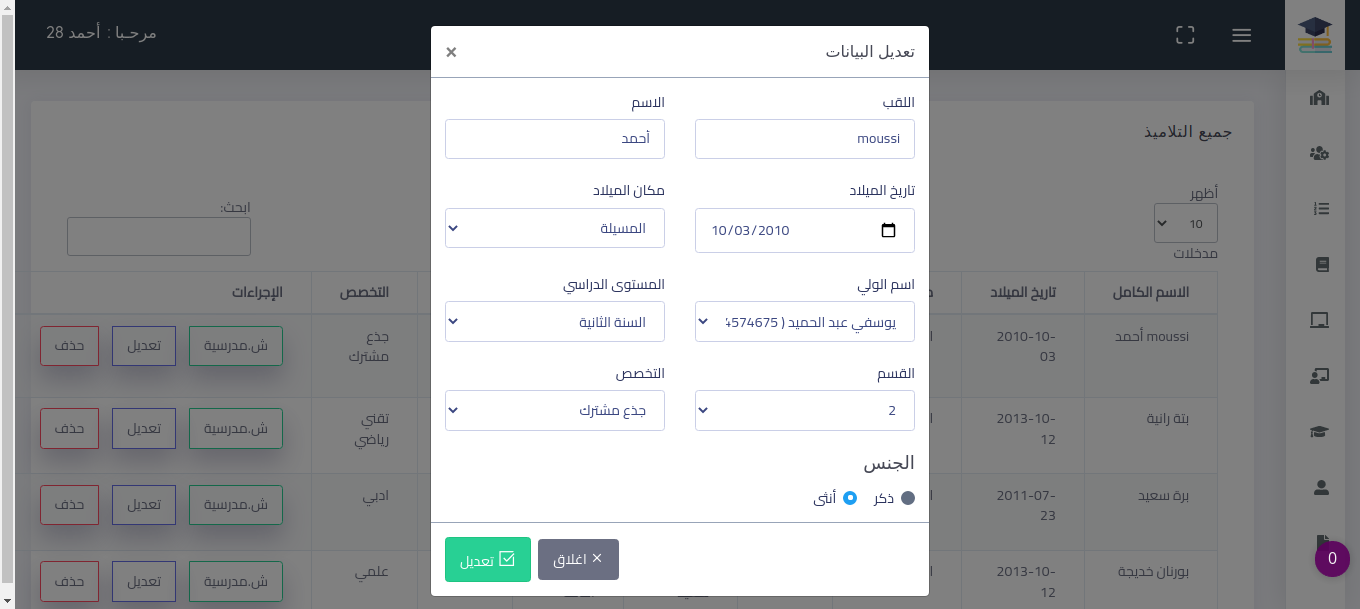 مرحبا : أحمد 28
تعديل البيانات
×
اللقب
الاسم
moussi
أحمد
تاريخ الميلاد
مكان الميلاد
10/03/2010
المسيلة
اسم الولي
المستوى الدراسي
يوسفي عبد الحميد ( 4574675
السنة الثانية
القسم
التخصص
2
جذع مشترك
الجنس
ذكر
أنثى
اغلاق
تعديل
جميع التلاميذ
أظهر
10
مدخلات
ابحث:
الاسم الكامل
تاريخ الميلاد
التخصص
الإجراءات
moussi أحمد
2010-10-
03
جذع
مشترك
ش.مدرسية
تعديل
حذف
بتة رانية
2013-10-
12
تقني
رياضي
ش.مدرسية
تعديل
حذف
برة سعيد
2011-07-
23
ادبي
ش.مدرسية
تعديل
حذف
بورنان خديجة
2013-10-
12
علمي
ش.مدرسية
تعديل
حذف
0